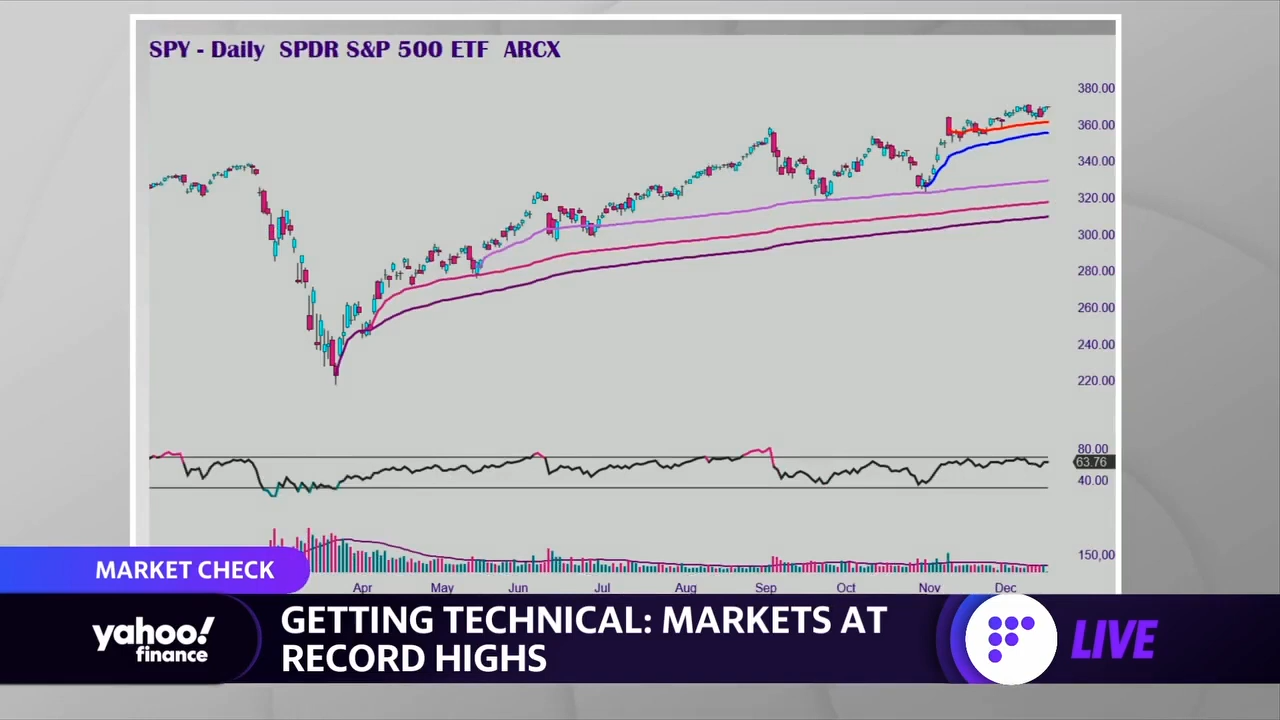 SPY - Daily SPDR S&P 500 ETF ARCX
380.00
360.00
340.00
320.00
300.00
280.00
260.00
240.00
220.00
80.00
63.76
40.00
150,00
Apr May Jun Jul Aug Sep Oct Nov Dec
MARKET CHECK
yahoo!
finance
GETTING TECHNICAL: MARKETS AT
RECORD HIGHS
LIVE